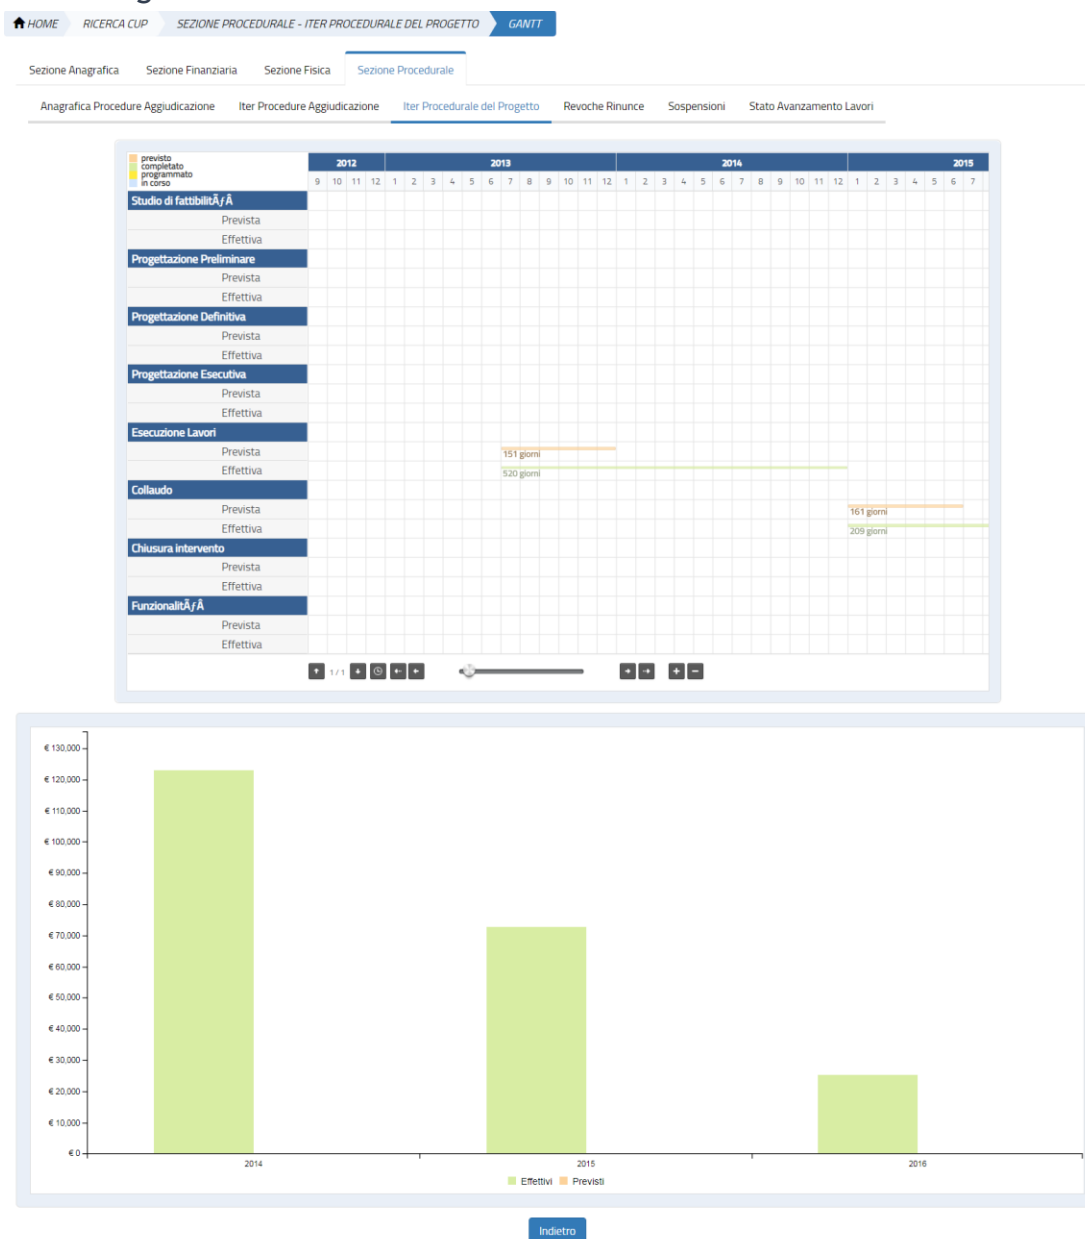 HOME RICERCA CUP SEZIONE PROCEDURALE - ITER PROCEDURALE DEL PROGETTO GANTT
Sezione Anagrafica Sezione Finanziaria Sezione Fisica Sezione Procedurale
Anagrafica Procedure Aggiudicazione Iter Procedure Aggiudicazione Iter Procedurale del Progetto Revoche Rinunce Sospensioni Stato Avanzamento Lavori
previsto
completato
programmato
in corso
2012 2013 2014 2015
9 10 11 12 1 2 3 4 5 6 7 8 9 10 11 12 1 2 3 4 5 6 7 8 9 10 11 12 1 2 3 4 5 6 7
Studio di fattibilitÃƒÂ
Prevista
Effettiva
Progettazione Preliminare
Prevista
Effettiva
Progettazione Definitiva
Prevista
Effettiva
Progettazione Esecutiva
Prevista
Effettiva
Esecuzione Lavori
Prevista 151 giorni
Effettiva 520 giorni
Collaudo
Prevista 161 giorni
Effettiva 209 giorni
Chiusura intervento
Prevista
Effettiva
FunzionalitÃƒÂ
Prevista
Effettiva
1 / 1
€ 130,000
€ 120,000
€ 110,000
€ 100,000
€ 90,000
€ 80,000
€ 70,000
€ 60,000
€ 50,000
€ 40,000
€ 30,000
€ 20,000
€ 10,000
€ 0
2014 2015 2016
Effettivi Previsti
Indietro